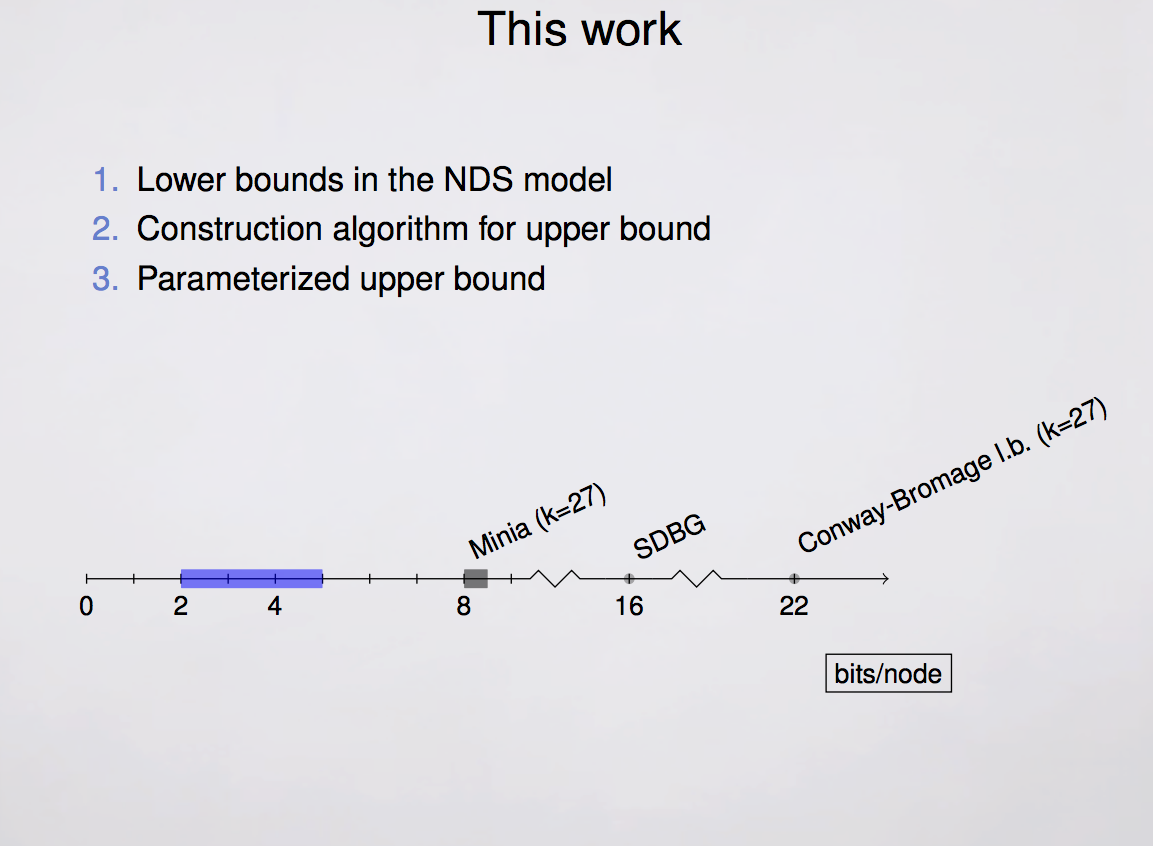 This work
1. Lower bounds in the NDS model
2. Construction algorithm for upper bound
3. Parameterized upper bound
Minia (k=27)
SDBG
Conway-Bromage l.b. (k=27)
0 2 4 8 16 22
bits/node